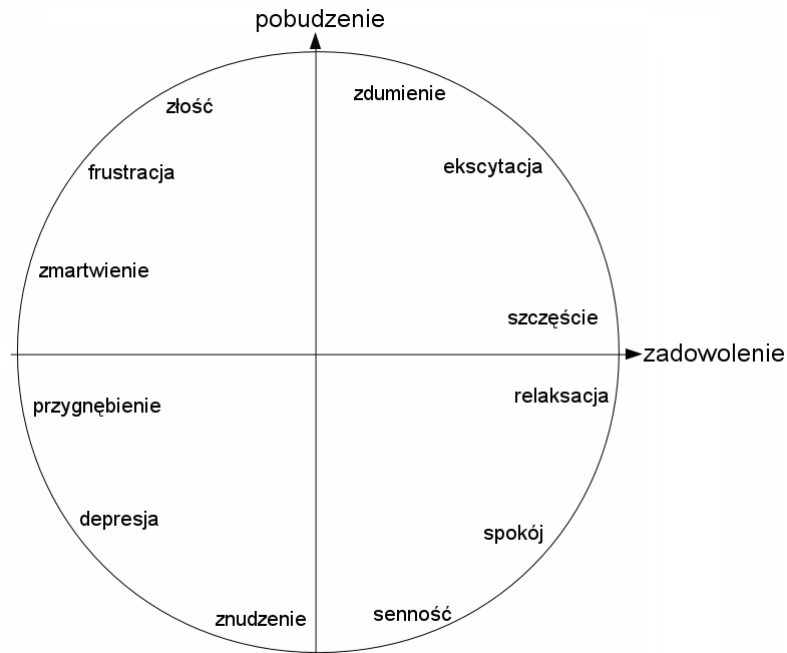 pobudzenie
zdumienie
złość
ekscytacja
frustracja
zmartwienie
szczęście
zadowolenie
relaksacja
przygnębienie
depresja
spokój
senność
znudzenie